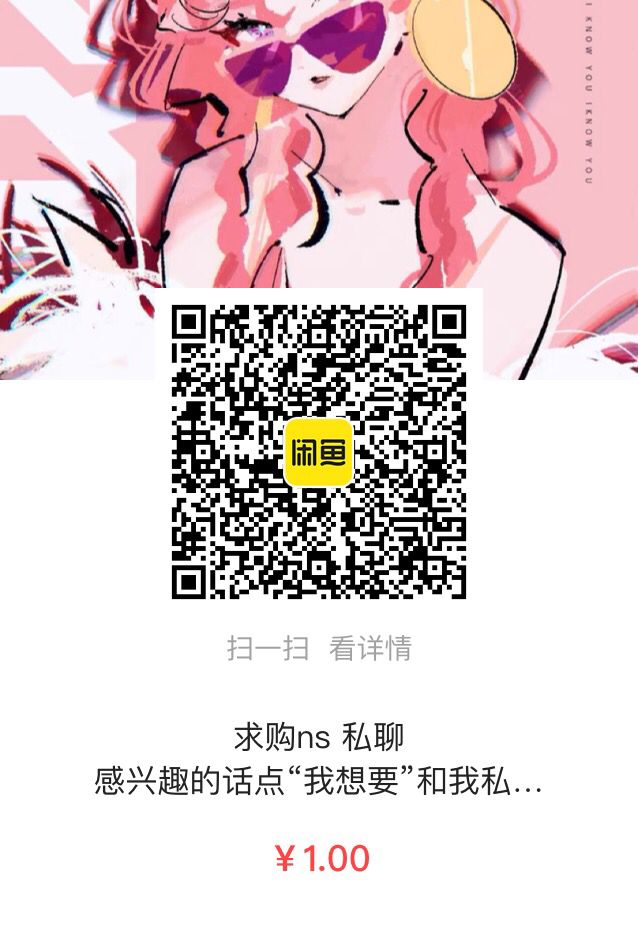 I KNOW YOU IKNOW YOU
闲鱼
扫一扫 看详情
求购ns 私聊
感兴趣的话点“我想要”和我私...
¥1.00